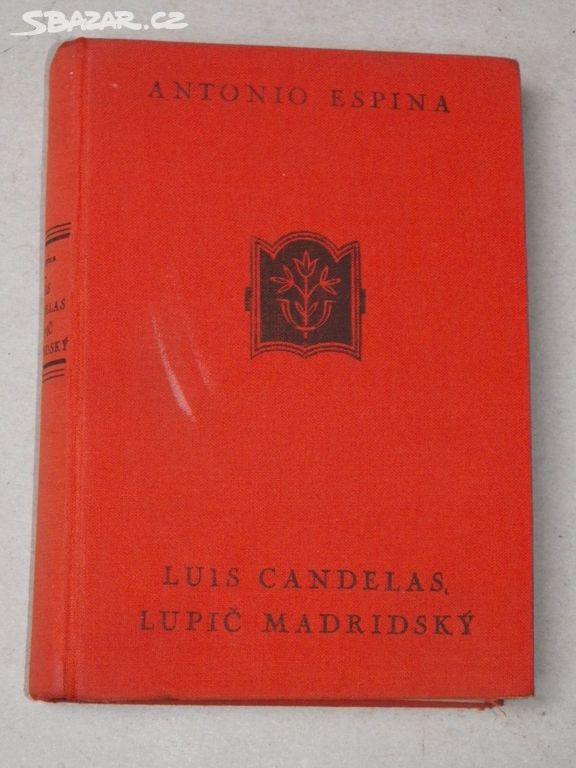 SBAZAR.CZ
ANTONIO ESPINA
LUIS CANDELAS,
LUPIČ MADRIDSKÝ